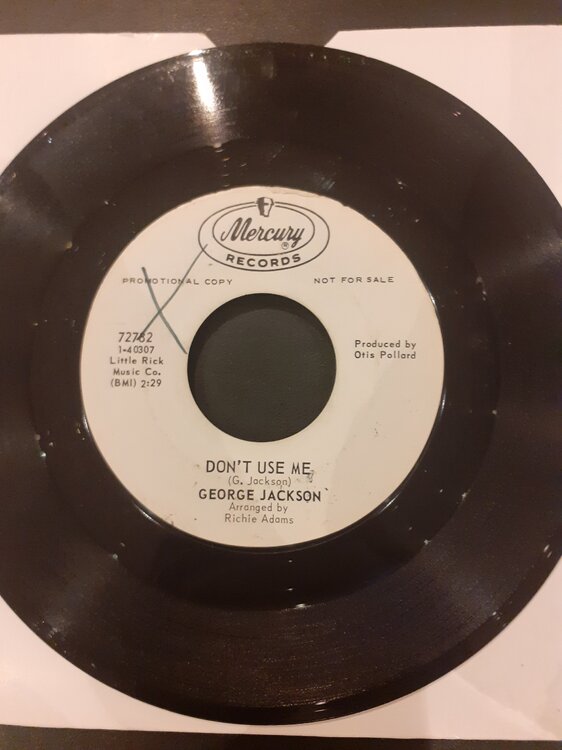 Mercury
®
RECORDS
PROMOTIONAL COPY
NOT FOR SALE
72782
1-40307
Little Rick
Music Co.
(BMI) 2:29
Produced by
Otis Pollard
DON'T USE ME
(G. Jackson)
GEORGE JACKSON
Arranged by
Richie Adams